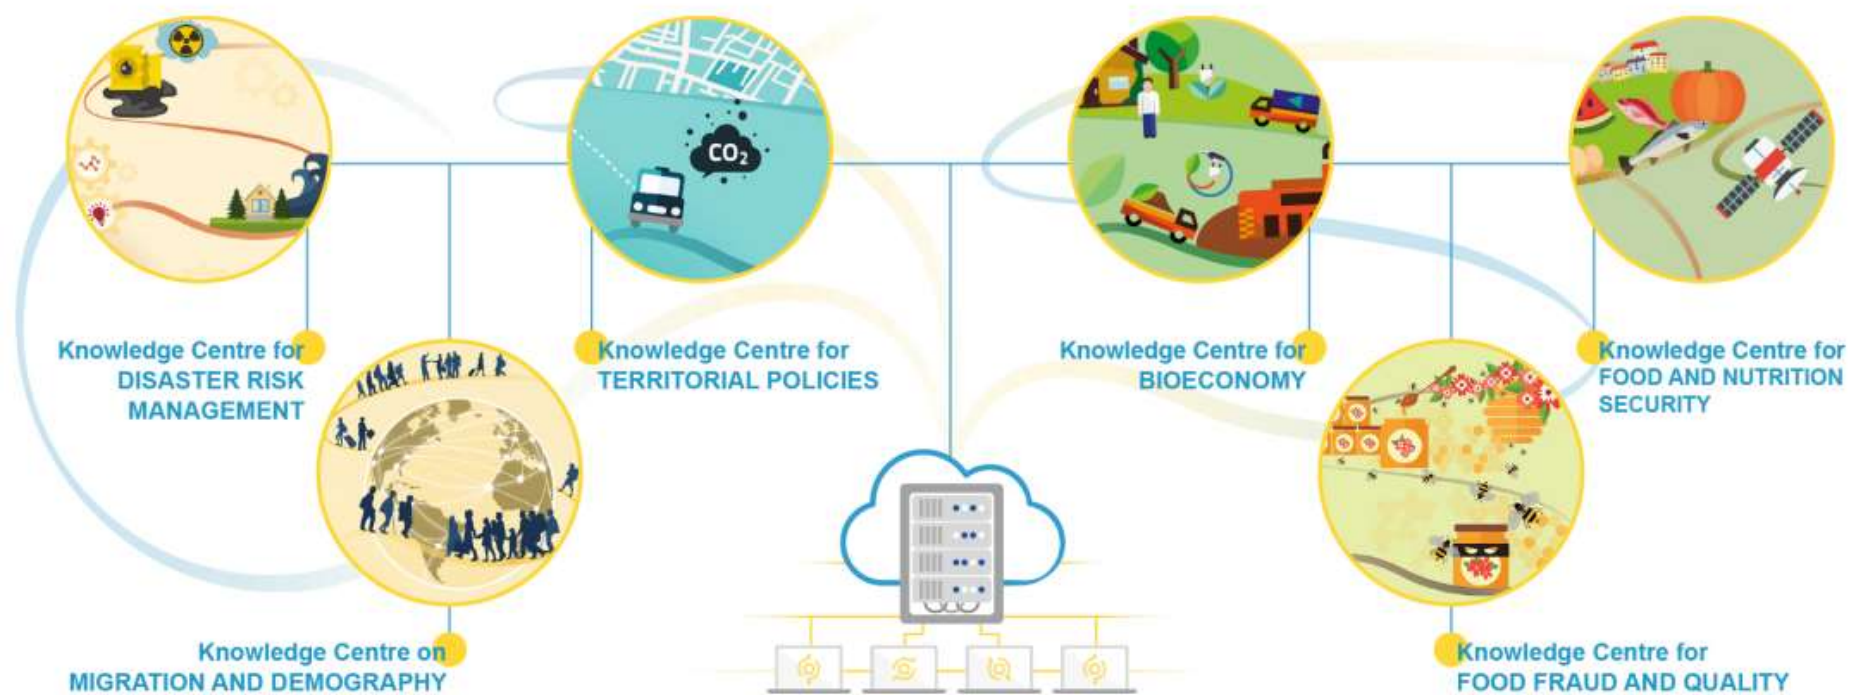 CO₂
Knowledge Centre for
DISASTER RISK
MANAGEMENT
Knowledge Centre for
TERRITORIAL POLICIES
Knowledge Centre for
BIOECONOMY
Knowledge Centre for
FOOD AND NUTRITION
SECURITY
Knowledge Centre on
MIGRATION AND DEMOGRAPHY
Knowledge Centre for
FOOD FRAUD AND QUALITY